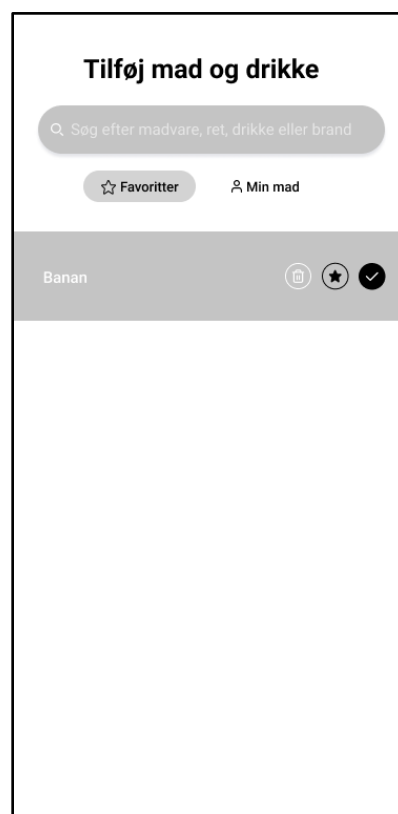 Tilføj mad og drikke
Søg efter madvare, ret, drikke eller brand
Favoritter Min mad
Banan